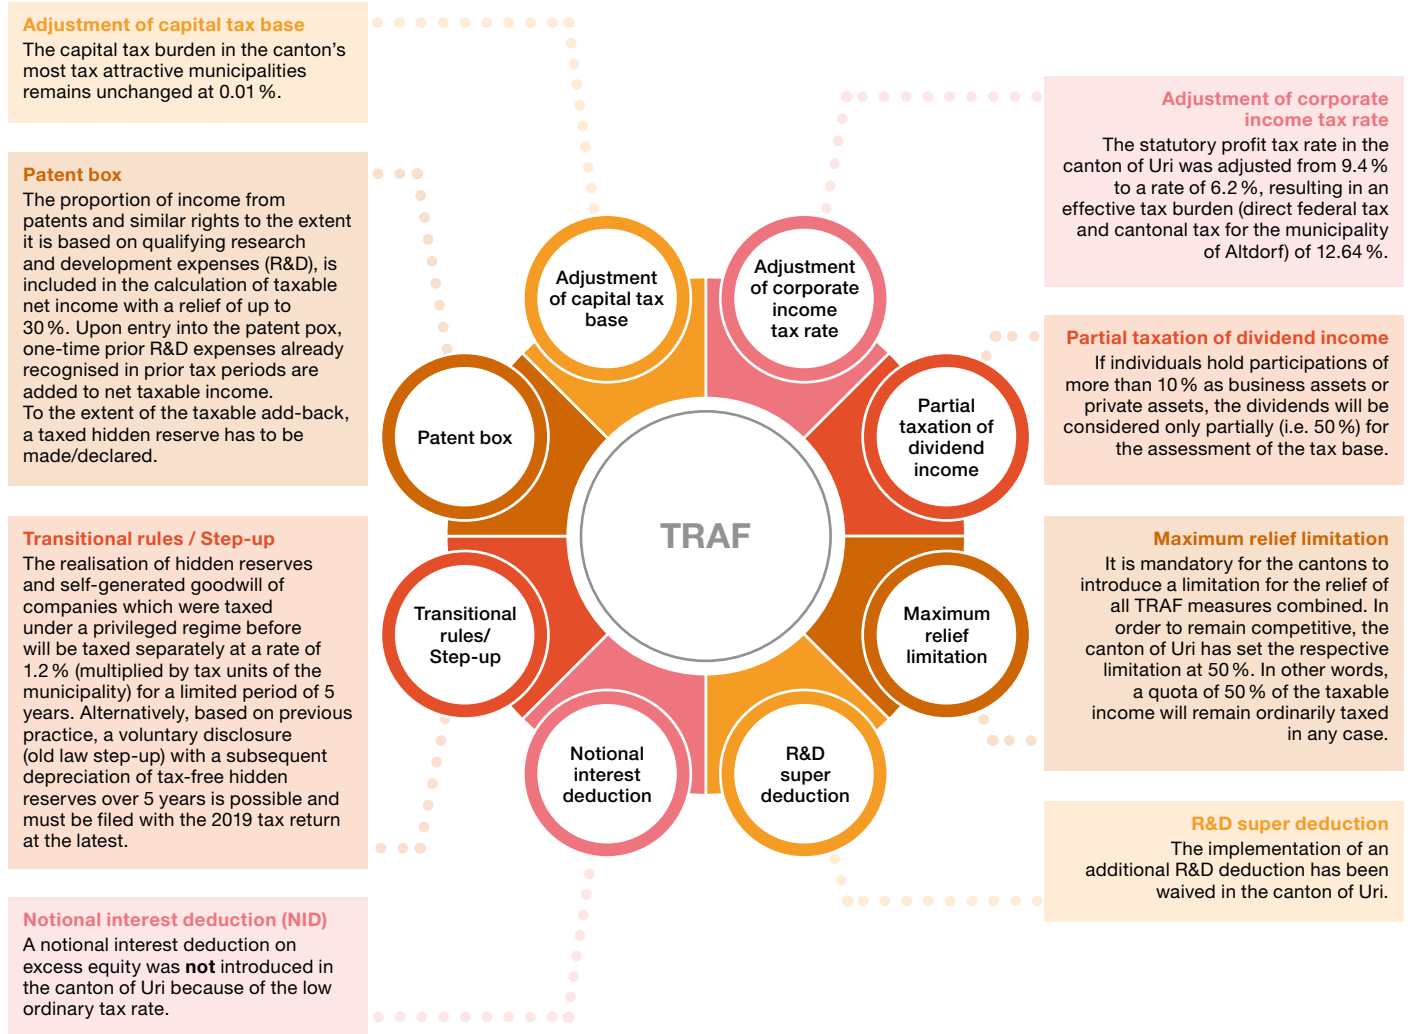 Adjustment of capital tax base
The capital tax burden in the canton's
most tax attractive municipalities
remains unchanged at 0.01 %.
Patent box
The proportion of income from
patents and similar rights to the extent
it is based on qualifying research
and development expenses (R&D), is
included in the calculation of taxable
net income with a relief of up to
30 %. Upon entry into the patent pox,
one-time prior R&D expenses already
recognised in prior tax periods are
added to net taxable income.
To the extent of the taxable add-back,
a taxed hidden reserve has to be
made/declared.
Transitional rules / Step-up
The realisation of hidden reserves
and self-generated goodwill of
companies which were taxed
under a privileged regime before
will be taxed separately at a rate of
1.2 % (multiplied by tax units of the
municipality) for a limited period of 5
years. Alternatively, based on previous
practice, a voluntary disclosure
(old law step-up) with a subsequent
depreciation of tax-free hidden
reserves over 5 years is possible and
must be filed with the 2019 tax return
at the latest.
Notional interest deduction (NID)
A notional interest deduction on
excess equity was not introduced in
the canton of Uri because of the low
ordinary tax rate.
Adjustment
of capital tax
base
Adjustment
of corporate
income
tax rate
Patent box
Partial
taxation of
dividend
income
TRAF
Transitional
rules/
Step-up
Maximum
relief
limitation
Notional
interest
deduction
R&D
super
deduction
Adjustment of corporate
income tax rate
The statutory profit tax rate in the
canton of Uri was adjusted from 9.4 %
to a rate of 6.2 %, resulting in an
effective tax burden (direct federal tax
and cantonal tax for the municipality
of Altdorf) of 12.64 %.
Partial taxation of dividend income
If individuals hold participations of
more than 10 % as business assets or
private assets, the dividends will be
considered only partially (i.e. 50 %) for
the assessment of the tax base.
Maximum relief limitation
It is mandatory for the cantons to
introduce a limitation for the relief of
all TRAF measures combined. In
order to remain competitive, the
canton of Uri has set the respective
limitation at 50 %. In other words,
a quota of 50 % of the taxable
income will remain ordinarily taxed
in any case.
R&D super deduction
The implementation of an
additional R&D deduction has been
waived in the canton of Uri.